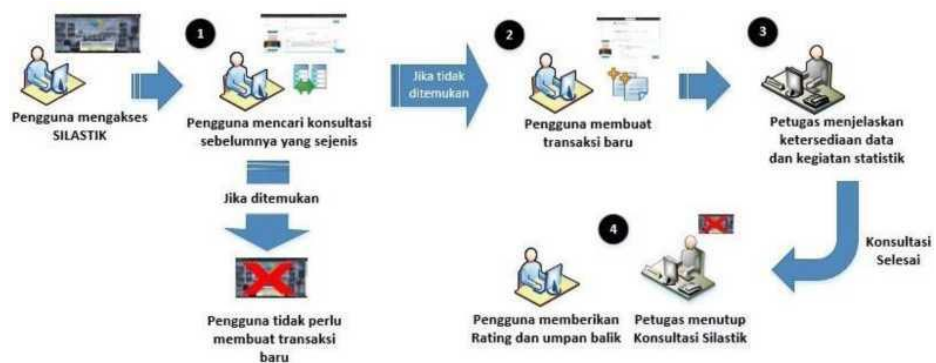 Pengguna mengakses
SILASTIK
1
Pengguna mencari konsultasi
sebelumnya yang sejenis
Jika tidak
ditemukan
2
Pengguna membuat
transaksi baru
3
Petugas menjelaskan
ketersediaan data
dan kegiatan statistik
Jika ditemukan
Pengguna tidak perlu
membuat transaksi
baru
Konsultasi
Selesai
4
Pengguna memberikan
Rating dan umpan balik
Petugas menutup
Konsultasi Silastik